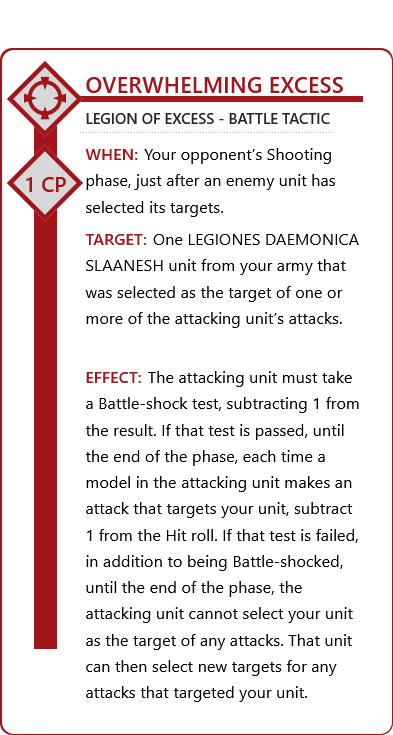 OVERWHELMING EXCESS
LEGION OF EXCESS - BATTLE TACTIC
WHEN: Your opponent’s Shooting
phase, just after an enemy unit has
selected its targets.
1 CP
TARGET: One LEGIONES DAEMONICA
SLAANESH unit from your army that
was selected as the target of one or
more of the attacking unit’s attacks.
EFFECT: The attacking unit must take
a Battle-shock test, subtracting 1 from
the result. If that test is passed, until
the end of the phase, each time a
model in the attacking unit makes an
attack that targets your unit, subtract
1 from the Hit roll. If that test is failed,
in addition to being Battle-shocked,
until the end of the phase, the
attacking unit cannot select your unit
as the target of any attacks. That unit
can then select new targets for any
attacks that targeted your unit.